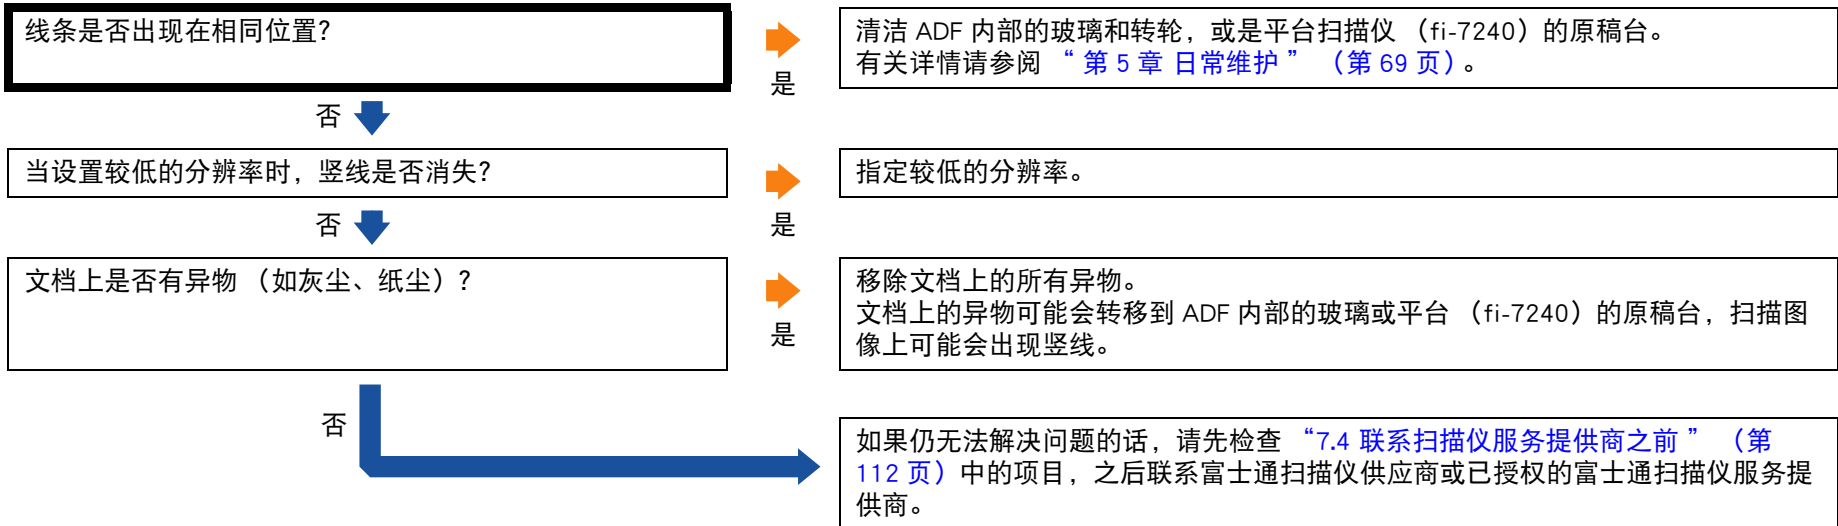 线条是否出现在相同位置？
是
清洁 ADF 内部的玻璃和转轮，或是平台扫描仪 （fi-7240）的原稿台。
有关详情请参阅 “ 第 5 章 日常维护 ” （第 69 页）。
否
当设置较低的分辨率时，竖线是否消失？
是
指定较低的分辨率。
否
文档上是否有异物 （如灰尘、纸尘）？
是
移除文档上的所有异物。
文档上的异物可能会转移到 ADF 内部的玻璃或平台 （fi-7240）的原稿台，扫描图
像上可能会出现竖线。
否
如果仍无法解决问题的话，请先检查 “7.4 联系扫描仪服务提供商之前 ” （第
112 页）中的项目，之后联系富士通扫描仪供应商或已授权的富士通扫描仪服务提
供商。